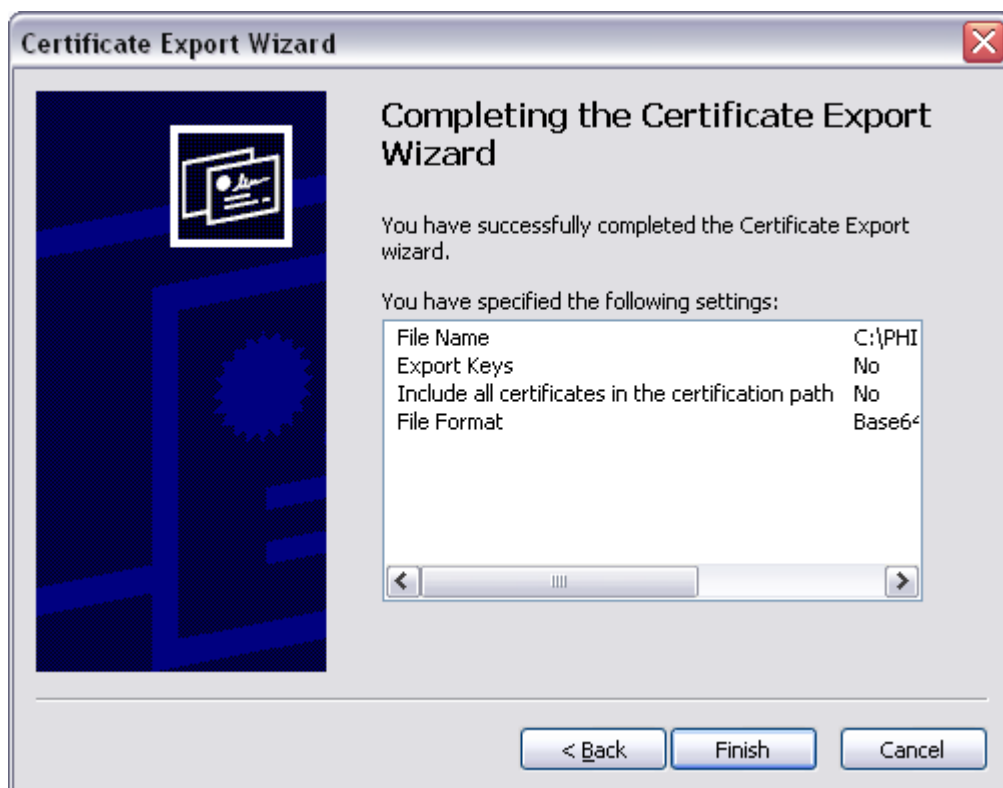 Certificate Export Wizard
Completing the Certificate Export
Wizard
You have successfully completed the Certificate Export
wizard.
You have specified the following settings:
File Name C:\PHI
Export Keys No
Include all certificates in the certification path No
File Format Base64
< Back Finish Cancel